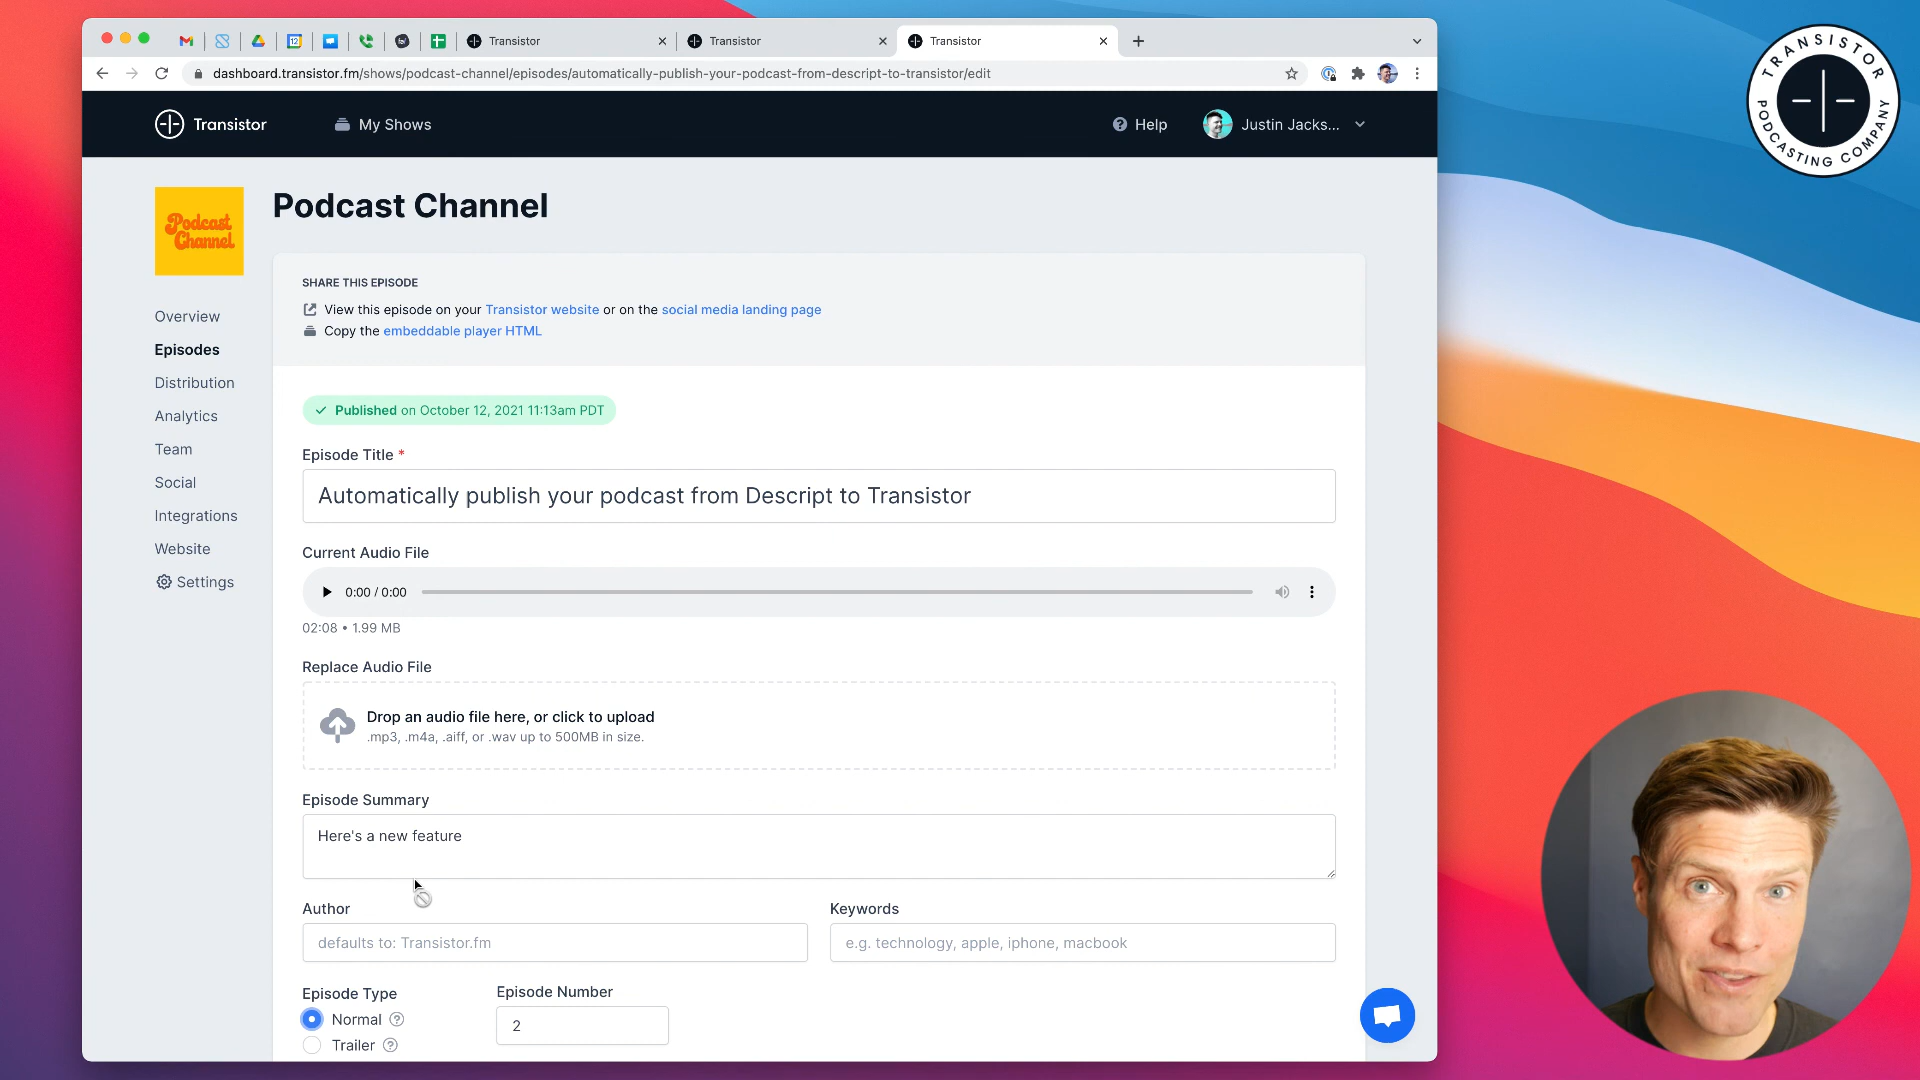 Transistor
Transistor
Transistor
dashboard.transistor.fm/shows/podcast-channel/episodes/automatically-publish-your-podcast-from-descript-to-transistor/edit
TRANSISTOR
PODCASTING COMPANY
Transistor
My Shows
Help
Justin Jacks...
Podcast Channel
Podcast Channel
SHARE THIS EPISODE
View this episode on your Transistor website or on the social media landing page
Copy the embeddable player HTML
Overview
Episodes
Distribution
Analytics
Team
Social
Integrations
Website
Settings
✓ Published on October 12, 2021 11:13am PDT
Episode Title *
Automatically publish your podcast from Descript to Transistor
Current Audio File
0:00 / 0:00
02:08 • 1.99 MB
Replace Audio File
Drop an audio file here, or click to upload
.mp3, .m4a, .aiff, or .wav up to 500MB in size.
Episode Summary
Here's a new feature
Author
Keywords
defaults to: Transistor.fm
e.g. technology, apple, iphone, macbook
Episode Type
Episode Number
Normal
2
Trailer